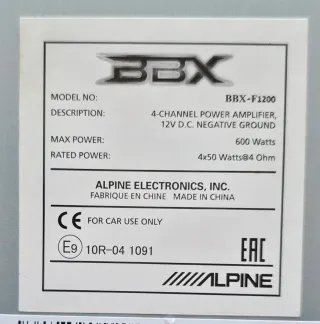 BBX
MODEL NO: BBX-F1200
DESCRIPTION: 4-CHANNEL POWER AMPLIFIER,
12V D.C. NEGATIVE GROUND
MAX POWER: 600 Watts
RATED POWER: 4x50 Watts@4 Ohm
ALPINE ELECTRONICS, INC.
FABRIQUE EN CHINE / MADE IN CHINA
CE FOR CAR USE ONLY
E9 10R-04 1091
EAC
ALPINE